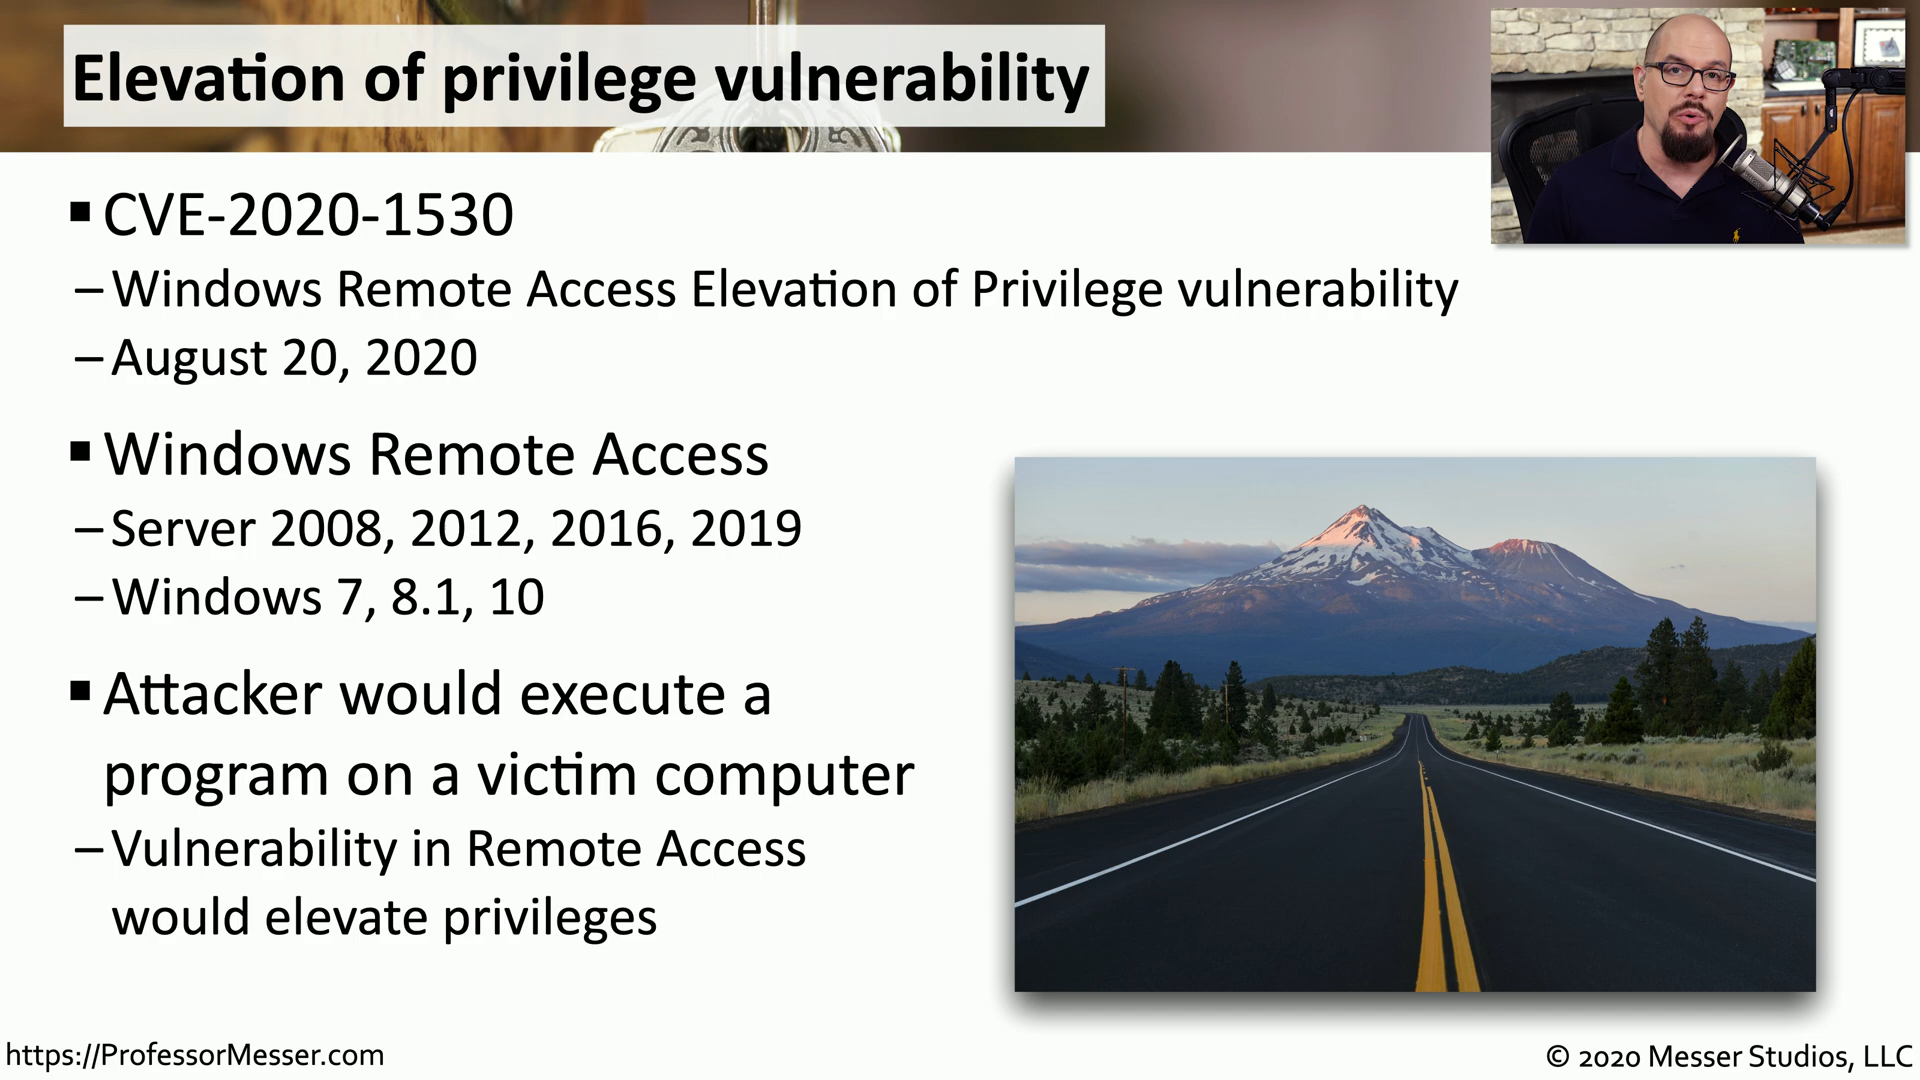 Elevation of privilege vulnerability
▪ CVE-2020-1530
– Windows Remote Access Elevation of Privilege vulnerability
– August 20, 2020
▪ Windows Remote Access
– Server 2008, 2012, 2016, 2019
– Windows 7, 8.1, 10
▪ Attacker would execute a
program on a victim computer
– Vulnerability in Remote Access
would elevate privileges
https://ProfessorMesser.com
© 2020 Messer Studios, LLC